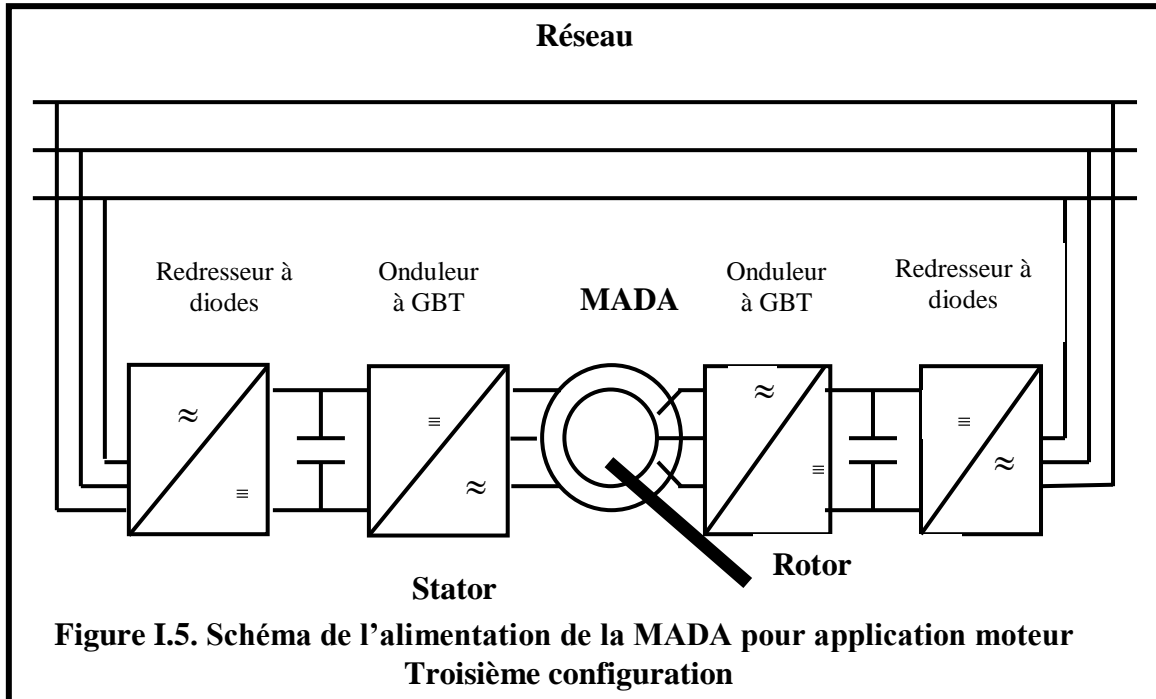 Réseau
Redresseur à
diodes
Onduleur
à GBT
MADA
Onduleur
à GBT
Redresseur à
diodes
≈
≡
≡
≈
≈
≡
≡
≈
Stator
Rotor
Figure I.5. Schéma de l’alimentation de la MADA pour application moteur
Troisième configuration